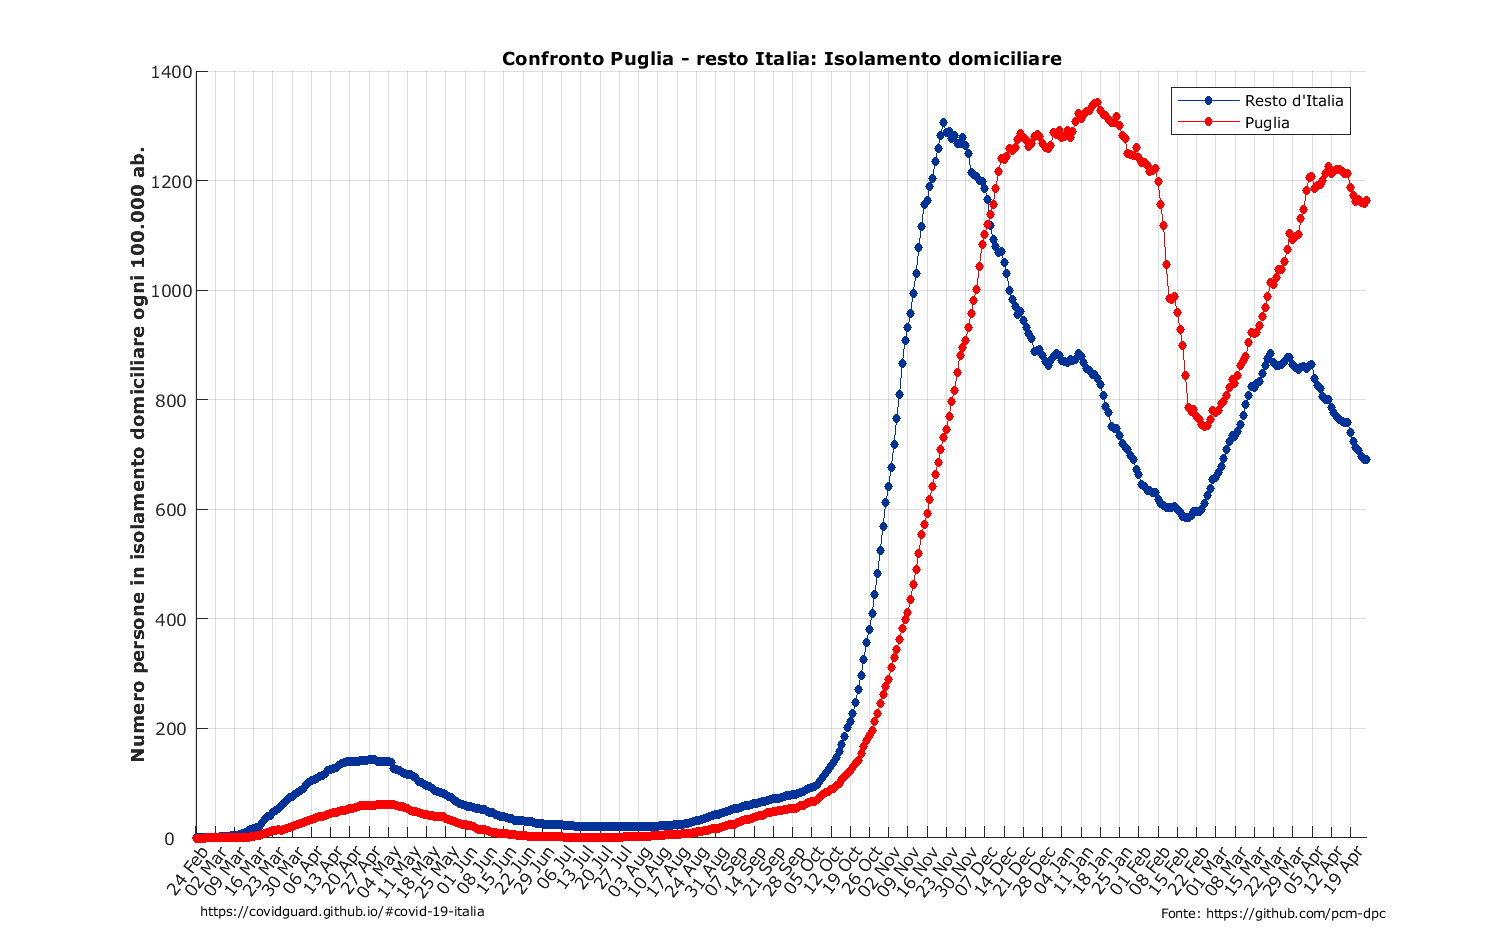 Confronto Puglia - resto Italia: Isolamento domiciliare
Numero persone in isolamento domiciliare ogni 100.000 ab.
1400
1200
1000
800
600
400
200
0
Resto d'Italia
Puglia
24 Feb
02 Mar
09 Mar
16 Mar
23 Mar
30 Mar
06 Apr
13 Apr
20 Apr
27 Apr
04 May
11 May
18 May
25 May
01 Jun
08 Jun
15 Jun
22 Jun
29 Jun
06 Jul
13 Jul
20 Jul
27 Jul
03 Aug
10 Aug
17 Aug
24 Aug
31 Aug
07 Sep
14 Sep
21 Sep
28 Sep
05 Oct
12 Oct
19 Oct
26 Oct
02 Nov
09 Nov
16 Nov
23 Nov
30 Nov
07 Dec
14 Dec
21 Dec
28 Dec
04 Jan
11 Jan
18 Jan
25 Jan
01 Feb
08 Feb
15 Feb
22 Feb
01 Mar
08 Mar
15 Mar
22 Mar
29 Mar
05 Apr
12 Apr
19 Apr
https://covidguard.github.io/#covid-19-italia
Fonte: https://github.com/pcm-dpc